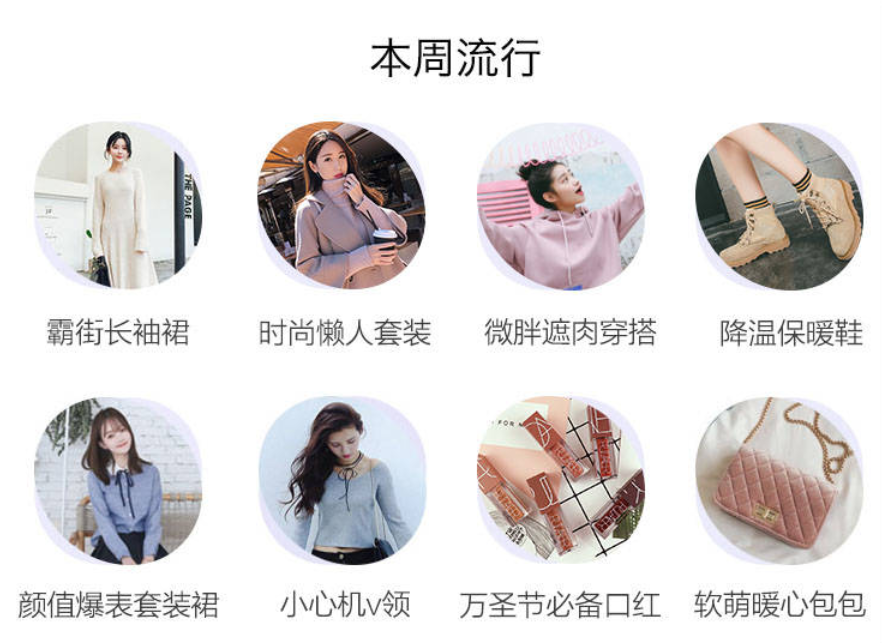 本周流行
THE PAGE
霸街长袖裙
时尚懒人套装
微胖遮肉穿搭
降温保暖鞋
颜值爆表套装裙
小心机v领
万圣节必备口红
软萌暖心包包